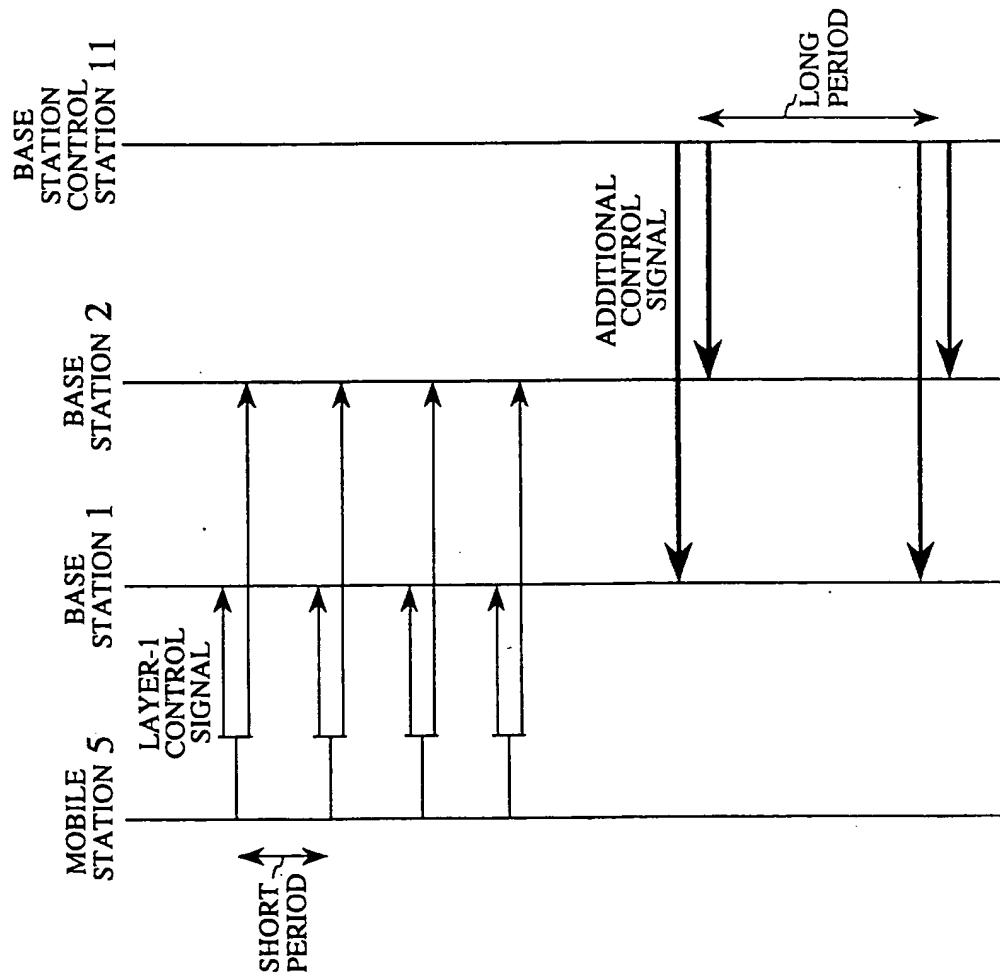 MOBILE
STATION 5
BASE
STATION 1
BASE
STATION 2
BASE
STATION
CONTROL
STATION 11
LAYER-1
CONTROL
SIGNAL
SHORT
PERIOD
ADDITIONAL
CONTROL
SIGNAL
LONG
PERIOD